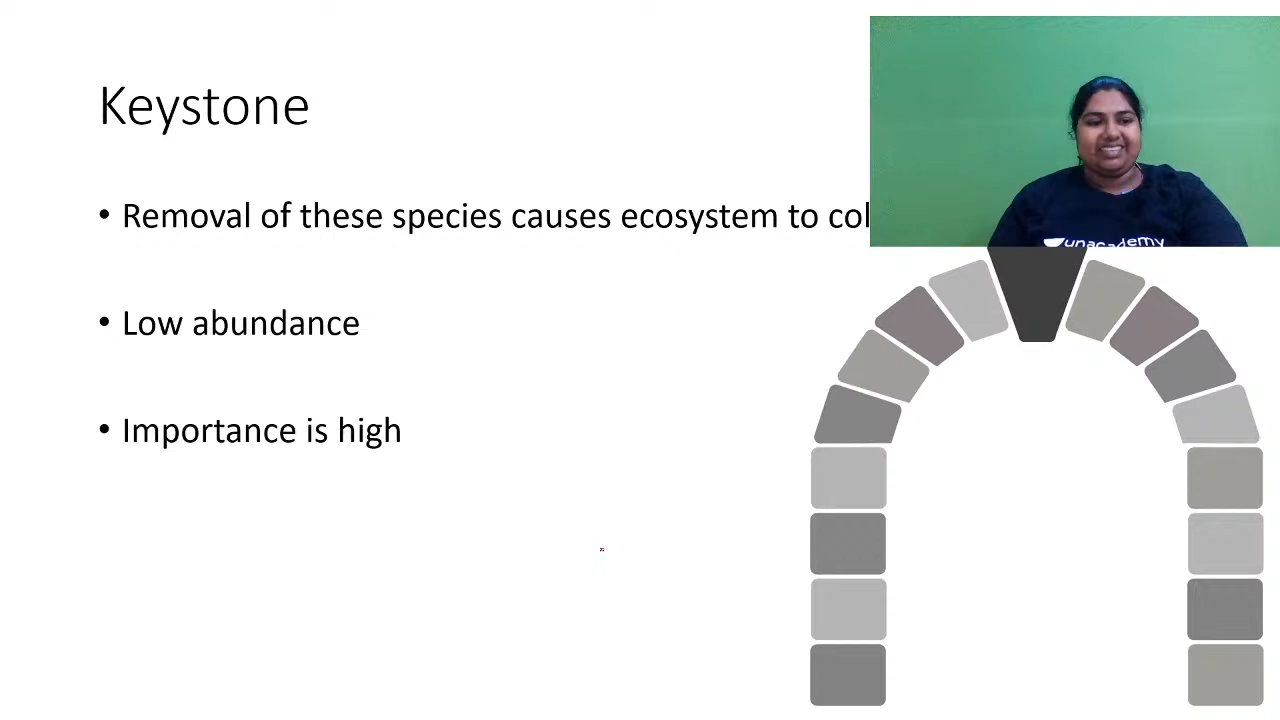 Keystone
• Removal of these species causes ecosystem to col
unacademy
• Low abundance
• Importance is high